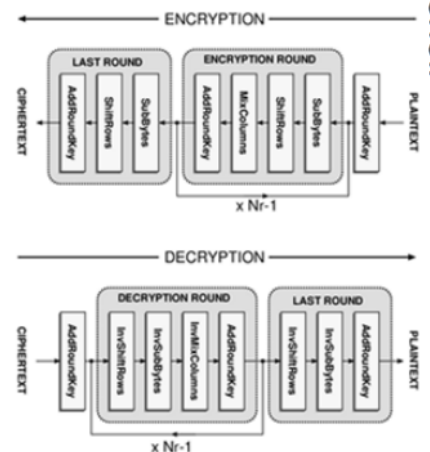 ENCRYPTION
LAST ROUND
ENCRYPTION ROUND
CIPHERTEXT
AddRoundKey
ShiftRows
SubBytes
AddRoundKey
MixColumns
ShiftRows
SubBytes
AddRoundKey
PLAINTEXT
x Nr-1
DECRYPTION
DECRYPTION ROUND
LAST ROUND
CIPHERTEXT
AddRoundKey
InvShiftRows
InvSubBytes
InvMixColumns
AddRoundKey
InvShiftRows
InvSubBytes
AddRoundKey
PLAINTEXT
x Nr-1